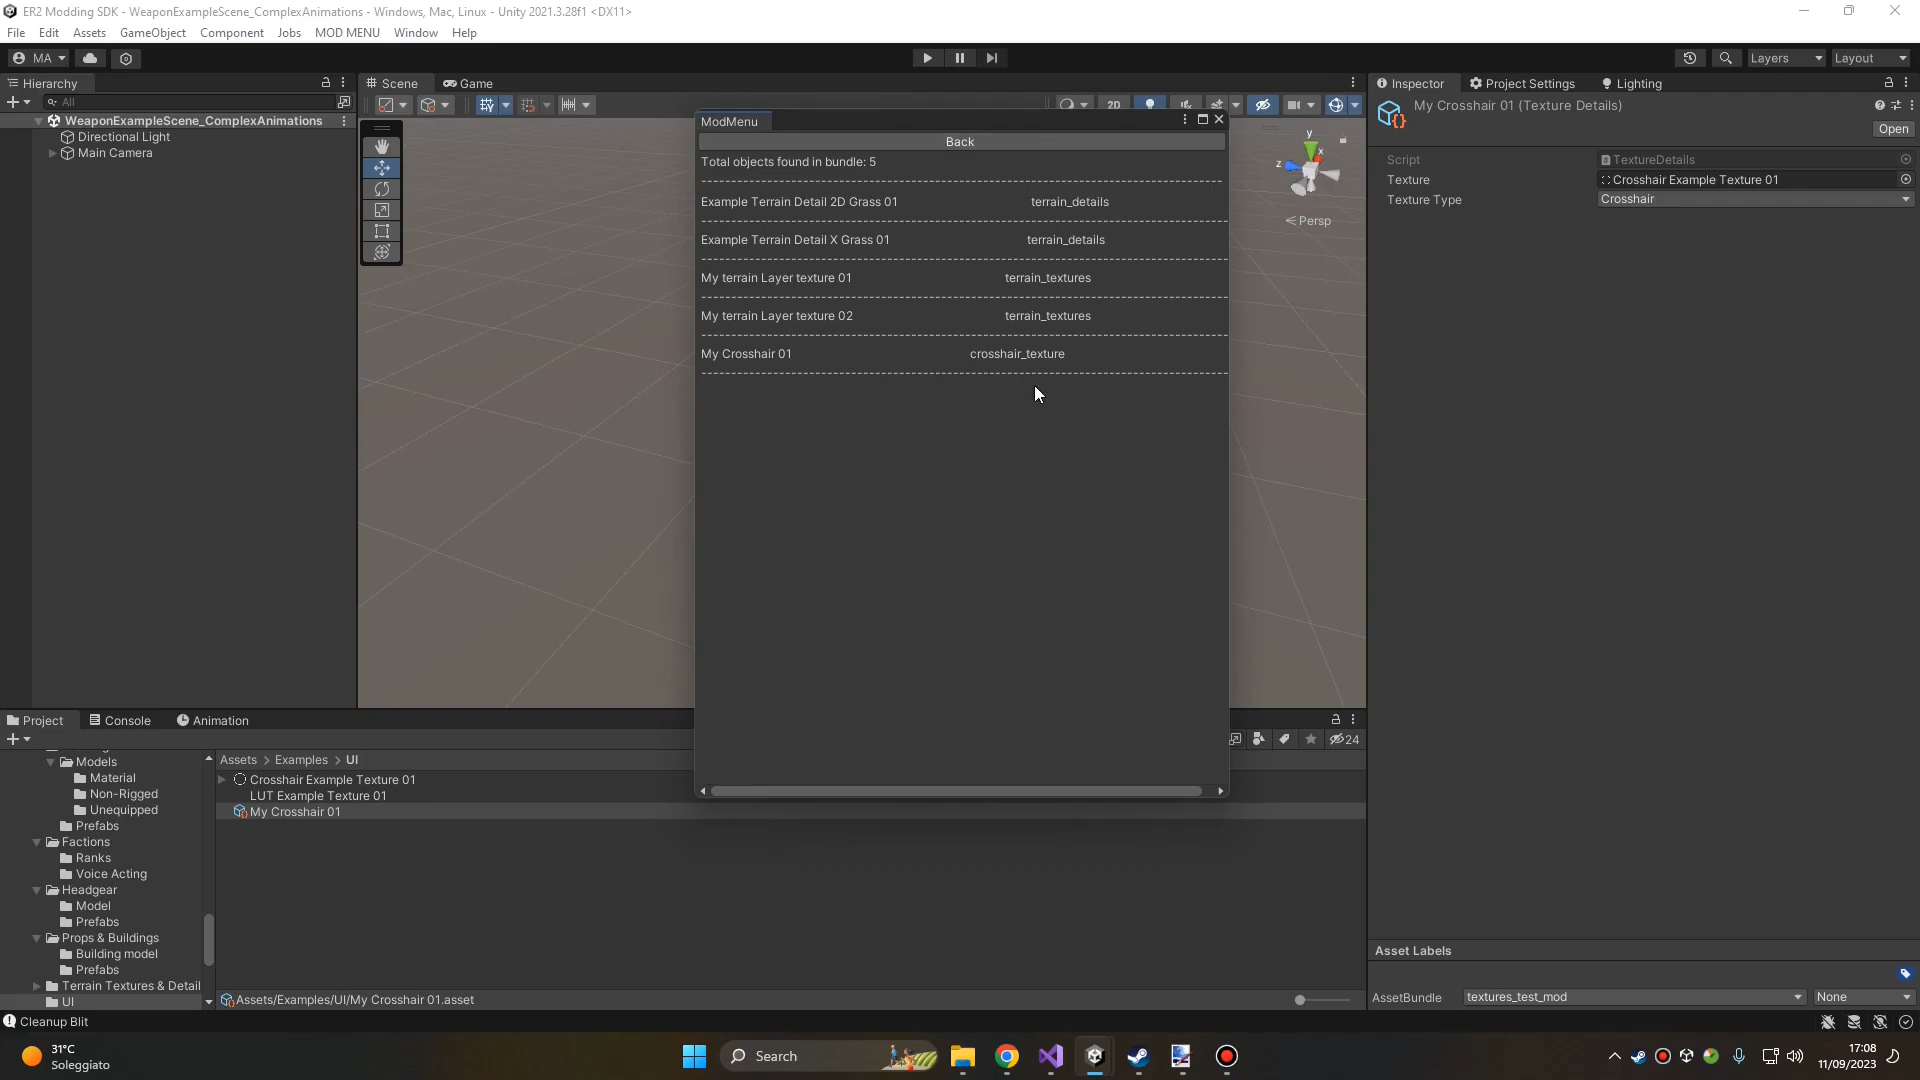 ER2 Modding SDK - WeaponExampleScene_ComplexAnimations - Windows, Mac, Linux - Unity 2021.3.28f1 <DX11>
File Edit Assets GameObject Component Jobs MOD MENU Window Help
MA
Layers
Layout
Hierarchy
All
WeaponExampleScene_ComplexAnimations
Directional Light
Main Camera
Scene
Game
2D
y
x
z
Persp
ModMenu
Back
Total objects found in bundle: 5
Example Terrain Detail 2D Grass 01 terrain_details
Example Terrain Detail X Grass 01 terrain_details
My terrain Layer texture 01 terrain_textures
My terrain Layer texture 02 terrain_textures
My Crosshair 01 crosshair_texture
Inspector
Project Settings
Lighting
My Crosshair 01 (Texture Details)
Open
Script TextureDetails
Texture Crosshair Example Texture 01
Texture Type Crosshair
Asset Labels
AssetBundle textures_test_mod None
Project
Console
Animation
24
Models
Material
Non-Rigged
Unequipped
Prefabs
Factions
Ranks
Voice Acting
Headgear
Model
Prefabs
Props & Buildings
Building model
Prefabs
Terrain Textures & Detail
UI
Assets > Examples > UI
Crosshair Example Texture 01
LUT Example Texture 01
My Crosshair 01
Assets/Examples/UI/My Crosshair 01.asset
Cleanup Blit
31°C
Soleggiato
Search
17:08
11/09/2023